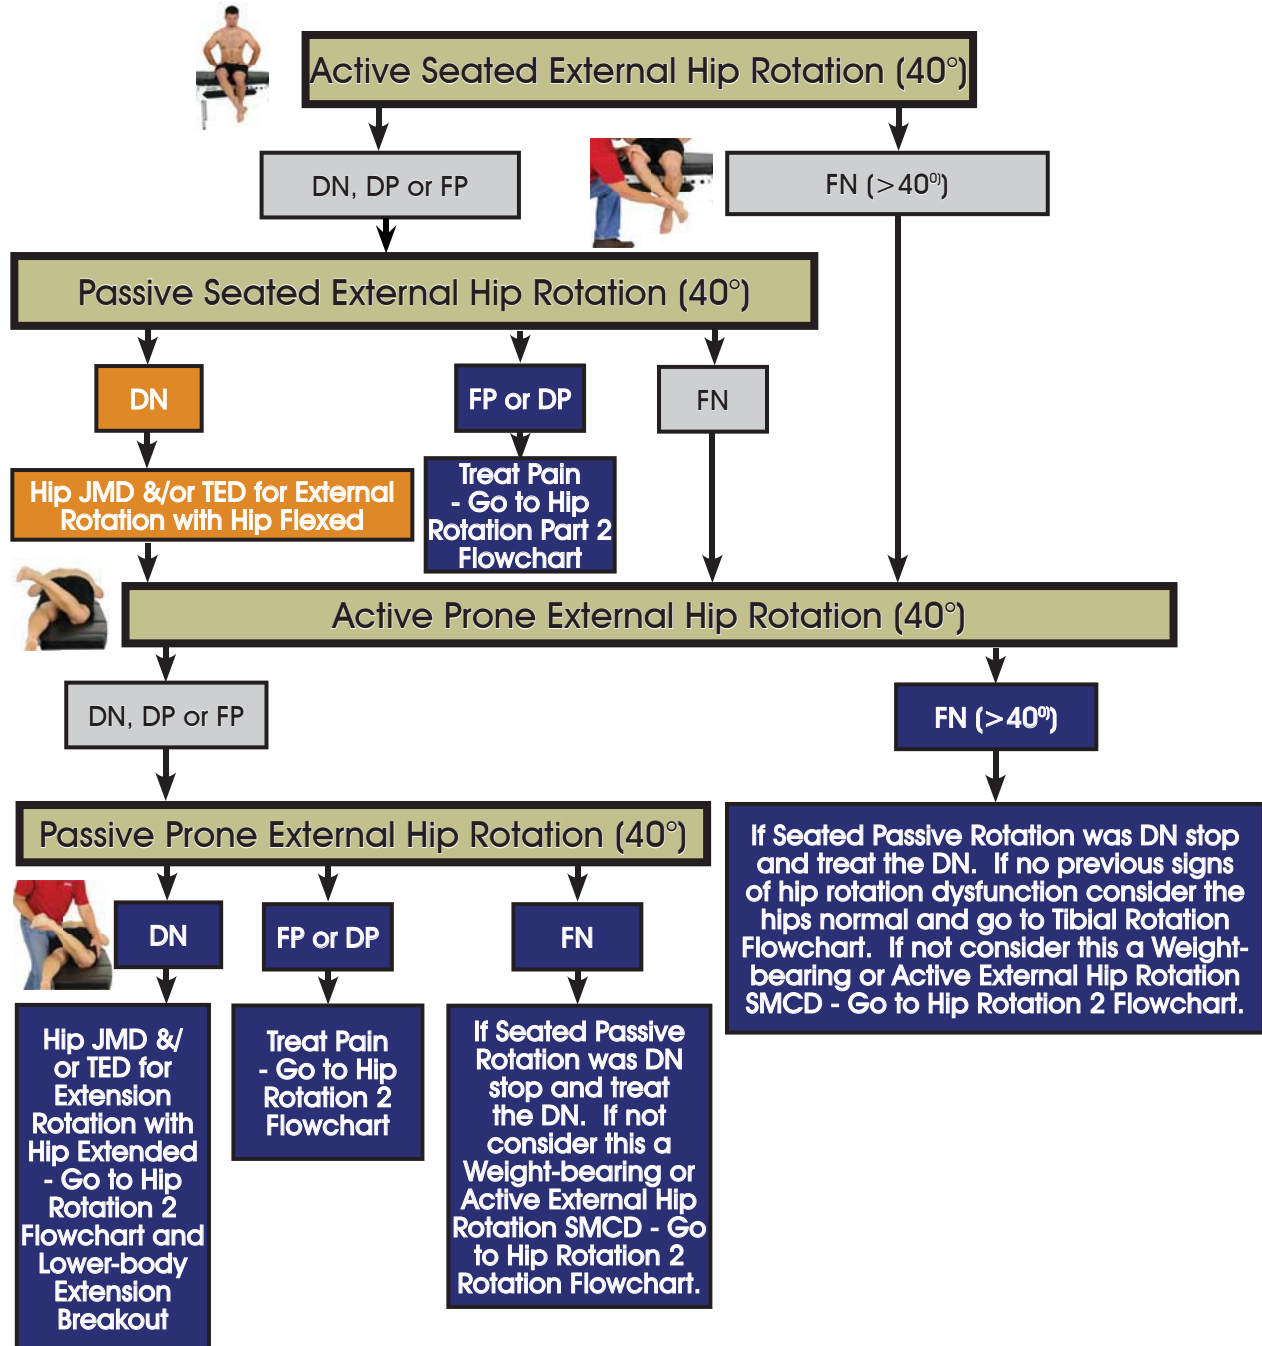 Active Seated External Hip Rotation (40°)
DN, DP or FP
FN (>40⁰⁾)
Passive Seated External Hip Rotation (40°)
DN
FP or DP
FN
Hip JMD &/or TED for External
Rotation with Hip Flexed
Treat Pain
- Go to Hip
Rotation Part 2
Flowchart
Active Prone External Hip Rotation (40°)
DN, DP or FP
FN (>40⁰⁾)
Passive Prone External Hip Rotation (40°)
If Seated Passive Rotation was DN stop
and treat the DN.  If no previous signs
of hip rotation dysfunction consider the
hips normal and go to Tibial Rotation
Flowchart.  If not consider this a Weight-
bearing or Active External Hip Rotation
SMCD - Go to Hip Rotation 2 Flowchart.
DN
FP or DP
FN
Hip JMD &/
or TED for
Extension
Rotation with
Hip Extended
- Go to Hip
Rotation 2
Flowchart and
Lower-body
Extension
Breakout
Treat Pain
- Go to Hip
Rotation 2
Flowchart
If Seated Passive
Rotation was DN
stop and treat
the DN.  If not
consider this a
Weight-bearing or
Active External Hip
Rotation SMCD - Go
to Hip Rotation 2
Rotation Flowchart.